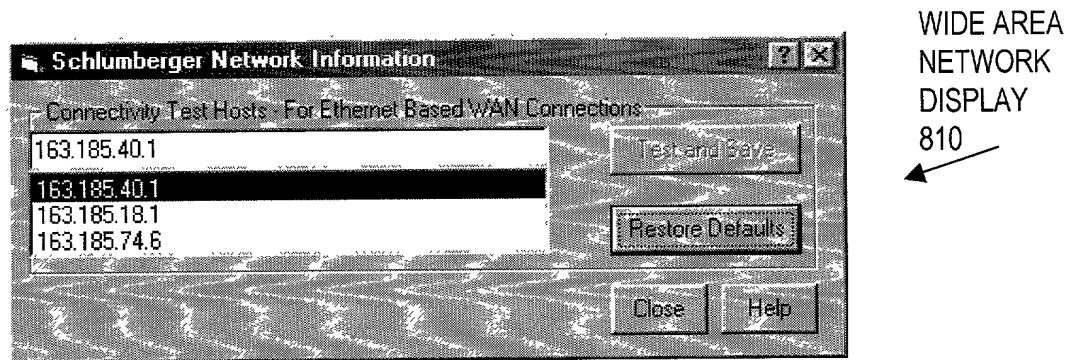 WIDE AREA
NETWORK
DISPLAY
810
Schlumberger Network Information
? X
Connectivity Test Hosts - For Ethernet Based WAN Connections
163.185.40.1
Test and Save
163.185.40.1
163.185.18.1
163.185.74.6
Restore Defaults
Close
Help